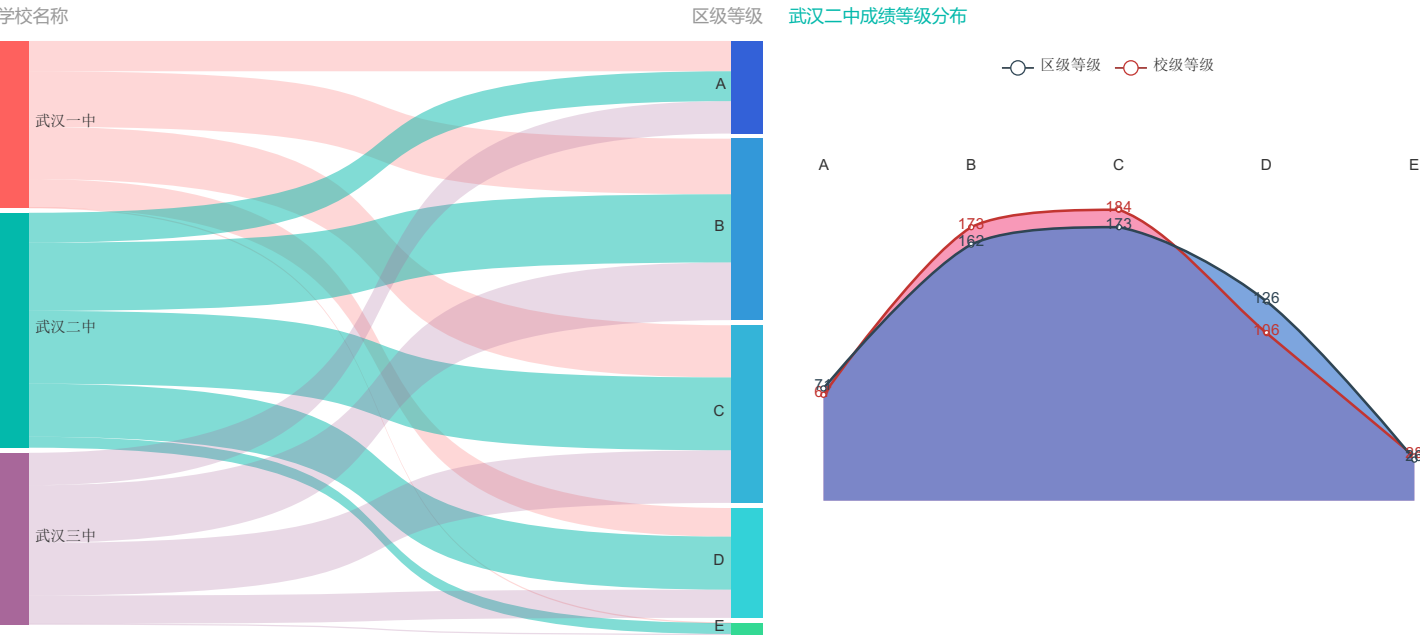 学校名称
区级等级
武汉一中
武汉二中
武汉三中
A
B
C
D
E
武汉二中成绩等级分布
区级等级
校级等级
A
B
C
D
E
173
162
184
173
126
106